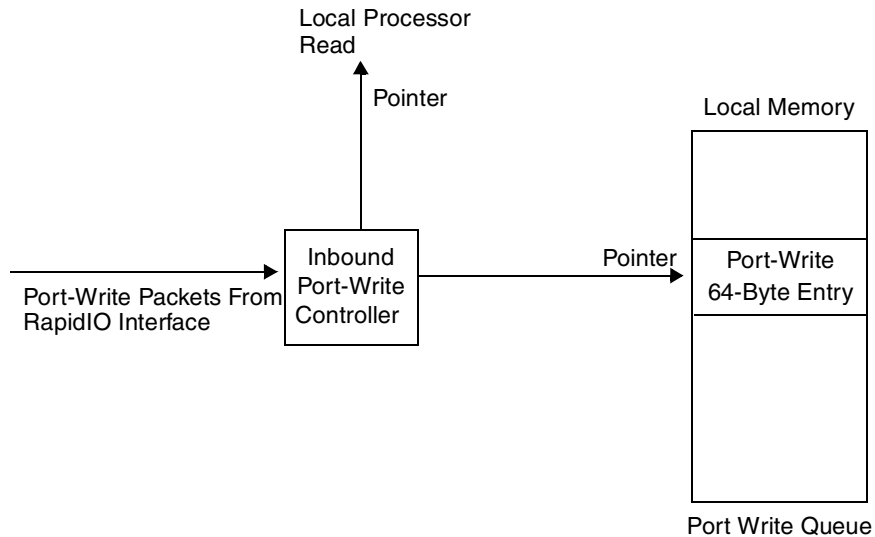 Local Processor
Read
Pointer
Local Memory
Inbound
Port-Write
Controller
Pointer
Port-Write
64-Byte Entry
Port-Write Packets From
RapidIO Interface
Port Write Queue